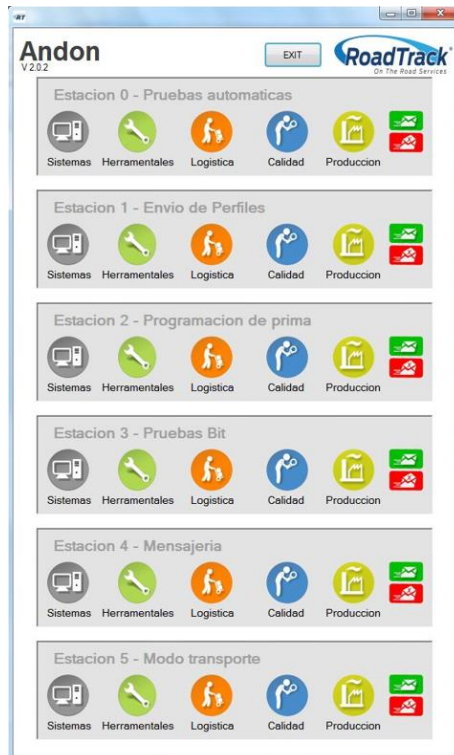 RT
Andon
V 2.0.2
EXIT
RoadTrack
On The Road Services
Estacion 0 - Pruebas automaticas
Sistemas Herramentales Logistica Calidad Produccion
Estacion 1 - Envio de Perfiles
Sistemas Herramentales Logistica Calidad Produccion
Estacion 2 - Programacion de prima
Sistemas Herramentales Logistica Calidad Produccion
Estacion 3 - Pruebas Bit
Sistemas Herramentales Logistica Calidad Produccion
Estacion 4 - Mensajeria
Sistemas Herramentales Logistica Calidad Produccion
Estacion 5 - Modo transporte
Sistemas Herramentales Logistica Calidad Produccion